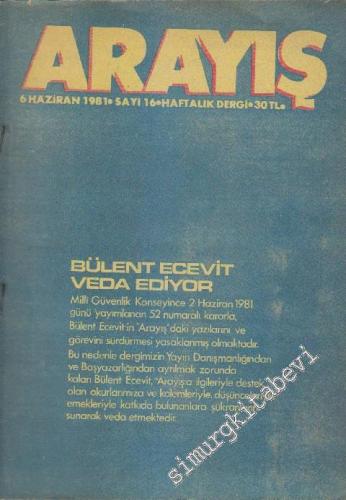 ARAYIŞ
6 HAZİRAN 1981•SAYI 16•HAFTALIK DERGİ•30 TL.•
BÜLENT ECEVİT
VEDA EDİYOR
Milli Güvenlik Konseyince 2 Haziran 1981
günü yayımlanan 52 numaralı kararla,
Bülent Ecevit'in "Arayış"daki yazılarını ve
görevini sürdürmesi yasaklanmış olmaktadır.
Bu nedenle dergimizin Yayın Danışmanlığından
ve Başyazarlığından ayrılmak zorunda
kalan Bülent Ecevit, "Arayış"a ilgileriyle destek
olan okurlarımıza ve kalemleriyle, düşünceleriyle,
emekleriyle katkıda bulunanlara şükranlarını
sunarak veda etmektedir.
simurgkitabevi